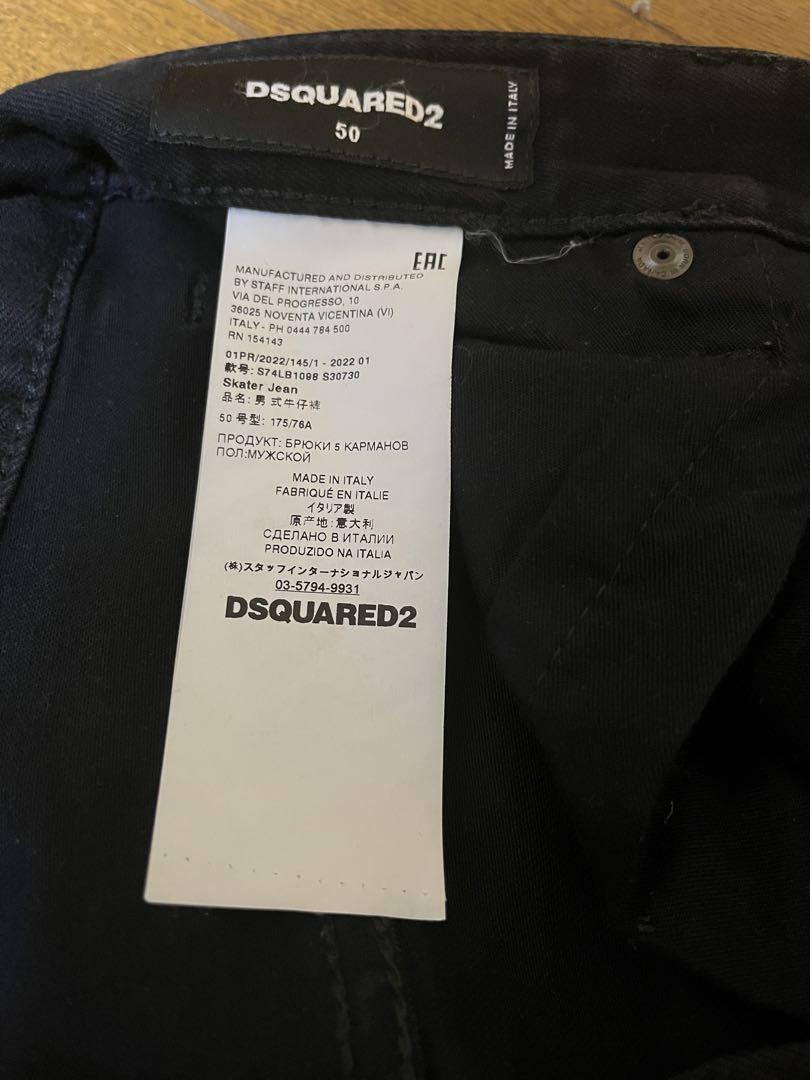 DSQUARED2
50
MADE IN ITALY
EAC
MANUFACTURED AND DISTRIBUTED
BY STAFF INTERNATIONAL S.P.A.
VIA DEL PROGRESSO, 10
36025 NOVENTA VICENTINA (VI)
ITALY - PH 0444 784 500
RN 154143
01PR/2022/145/1 - 2022 01
款号: S74LB1098 S30730
Skater Jean
品名: 男 式牛仔裤
50 号型: 175/76A
ПРОДУКТ: БРЮКИ 5 КАРМАНОВ
ПОЛ:МУЖСКОЙ
MADE IN ITALY
FABRIQUÉ EN ITALIE
イタリア製
原产地: 意大利
СДЕЛАНО В ИТАЛИИ
PRODUZIDO NA ITALIA
(株)スタッフインターナショナルジャパン
03-5794-9931
DSQUARED2